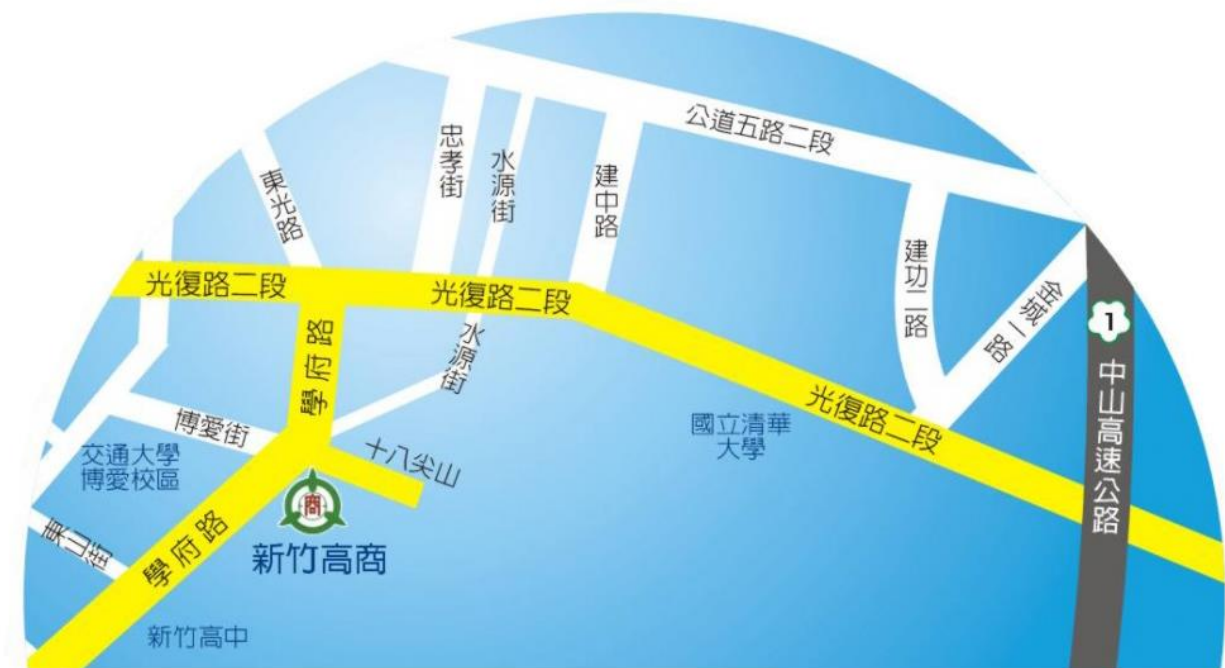 公道五路二段
忠孝街
水源街
建中路
東光路
建功二路
金城一路
1
中山高速公路
光復路二段
光復路二段
光復路二段
學府路
水源街
博愛街
十八尖山
國立清華
大學
交通大學
博愛校區
商
東山街
學府路
新竹高商
新竹高中